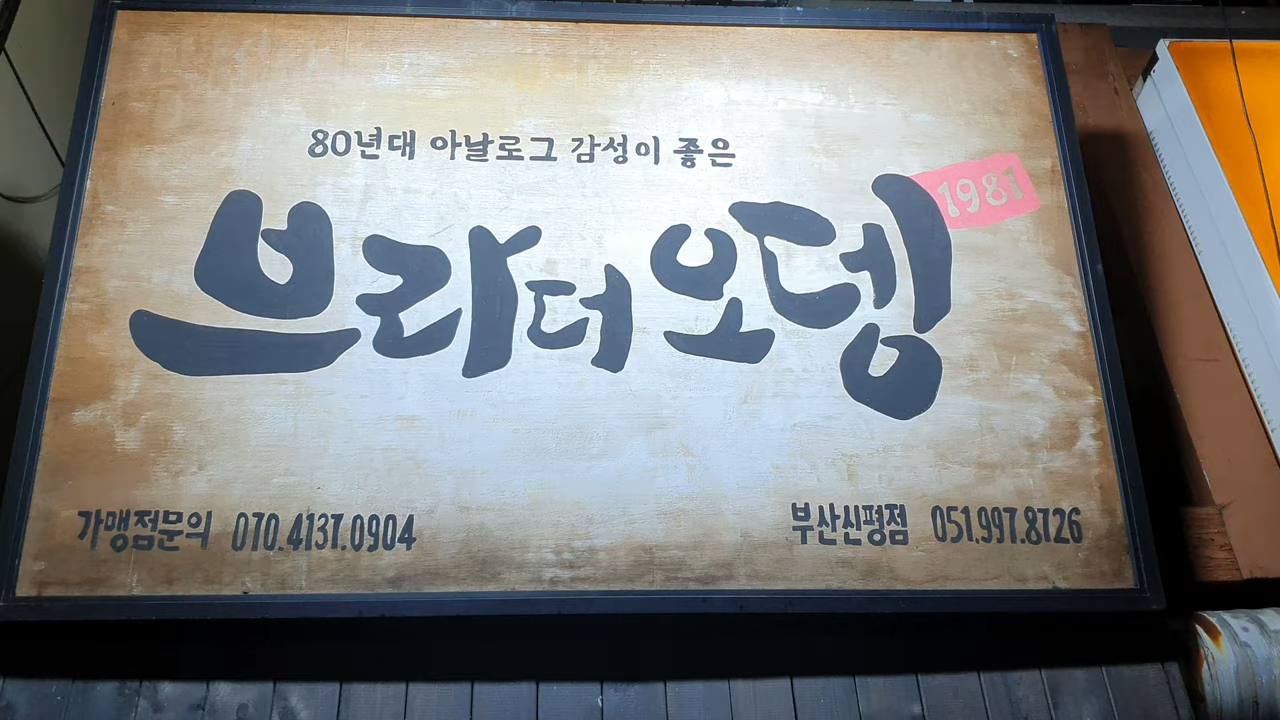 80년대 아날로그 감성이 좋은
브라더 오뎅 1981
가맹점문의 070.4137.0904
부산신평점 051.997.8726